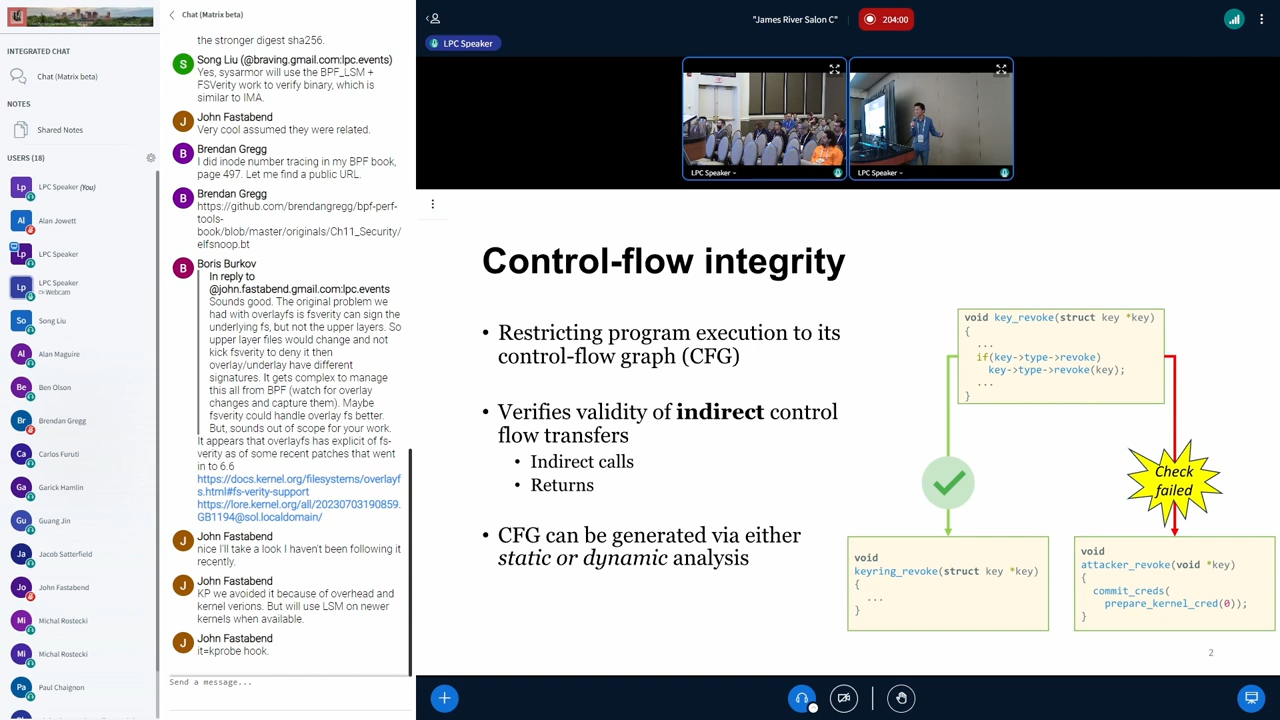 INTEGRATED CHAT
Chat (Matrix beta)
NOTES
Shared Notes
USERS (18)
Lp
LPC Speaker (You)
Al
Alan Jowett
Lp
LPC Speaker
Lp
LPC Speaker
Webcam
So
Song Liu
Al
Alan Maguire
Be
Ben Olson
Br
Brendan Gregg
Ca
Carlos Furuti
Ga
Garick Hamlin
Gu
Guang Jin
Ja
Jacob Satterfield
Jo
John Fastabend
Mi
Michal Rostecki
Mi
Michal Rostecki
Pa
Paul Chaignon
Chat (Matrix beta)
the stronger digest sha256.
S
Song Liu (@braving.gmail.com:lpc.events)
Yes, sysarmor will use the BPF_LSM +
FSVerity work to verify binary, which is
similar to IMA.
J
John Fastabend
Very cool assumed they were related.
B
Brendan Gregg
I did inode number tracing in my BPF book,
page 497. Let me find a public URL.
B
Brendan Gregg
https://github.com/brendangregg/bpf-perf-
tools-
book/blob/master/originals/Ch11_Security/
elfsnoop.bt
B
Boris Burkov
In reply to
@john.fastabend.gmail.com:lpc.events
Sounds good. The original problem we
had with overlayfs is fsverity can sign the
underlying fs, but not the upper layers. So
upper layer files would change and not
kick fsverity to deny it then
overlay/underlay have different
signatures. It gets complex to manage
this all from BPF (watch for overlay
changes and capture them). Maybe
fsverity could handle overlay fs better.
But, sounds out of scope for your work.
It appears that overlayfs has explicit of fs-
verity as of some recent patches that went
in to 6.6
https://docs.kernel.org/filesystems/overlayf
s.html#fs-verity-support
https://lore.kernel.org/all/20230703190859.
GB1194@sol.localdomain/
J
John Fastabend
nice I'll take a look I haven't been following it
recently.
J
John Fastabend
KP we avoided it because of overhead and
kernel verions. But will use LSM on newer
kernels when available.
J
John Fastabend
it=kprobe hook.
Send a message...
"James River Salon C"
204:00
LPC Speaker
LPC Speaker
LPC Speaker
Control-flow integrity
• Restricting program execution to its
control-flow graph (CFG)
• Verifies validity of indirect control
flow transfers
• Indirect calls
• Returns
• CFG can be generated via either
static or dynamic analysis
void key_revoke(struct key *key)
{
...
if(key->type->revoke)
key->type->revoke(key);
...
}
Check
failed
void
keyring_revoke(struct key *key)
{
...
}
void
attacker_revoke(void *key)
{
commit_creds(
prepare_kernel_cred(0));
}
2